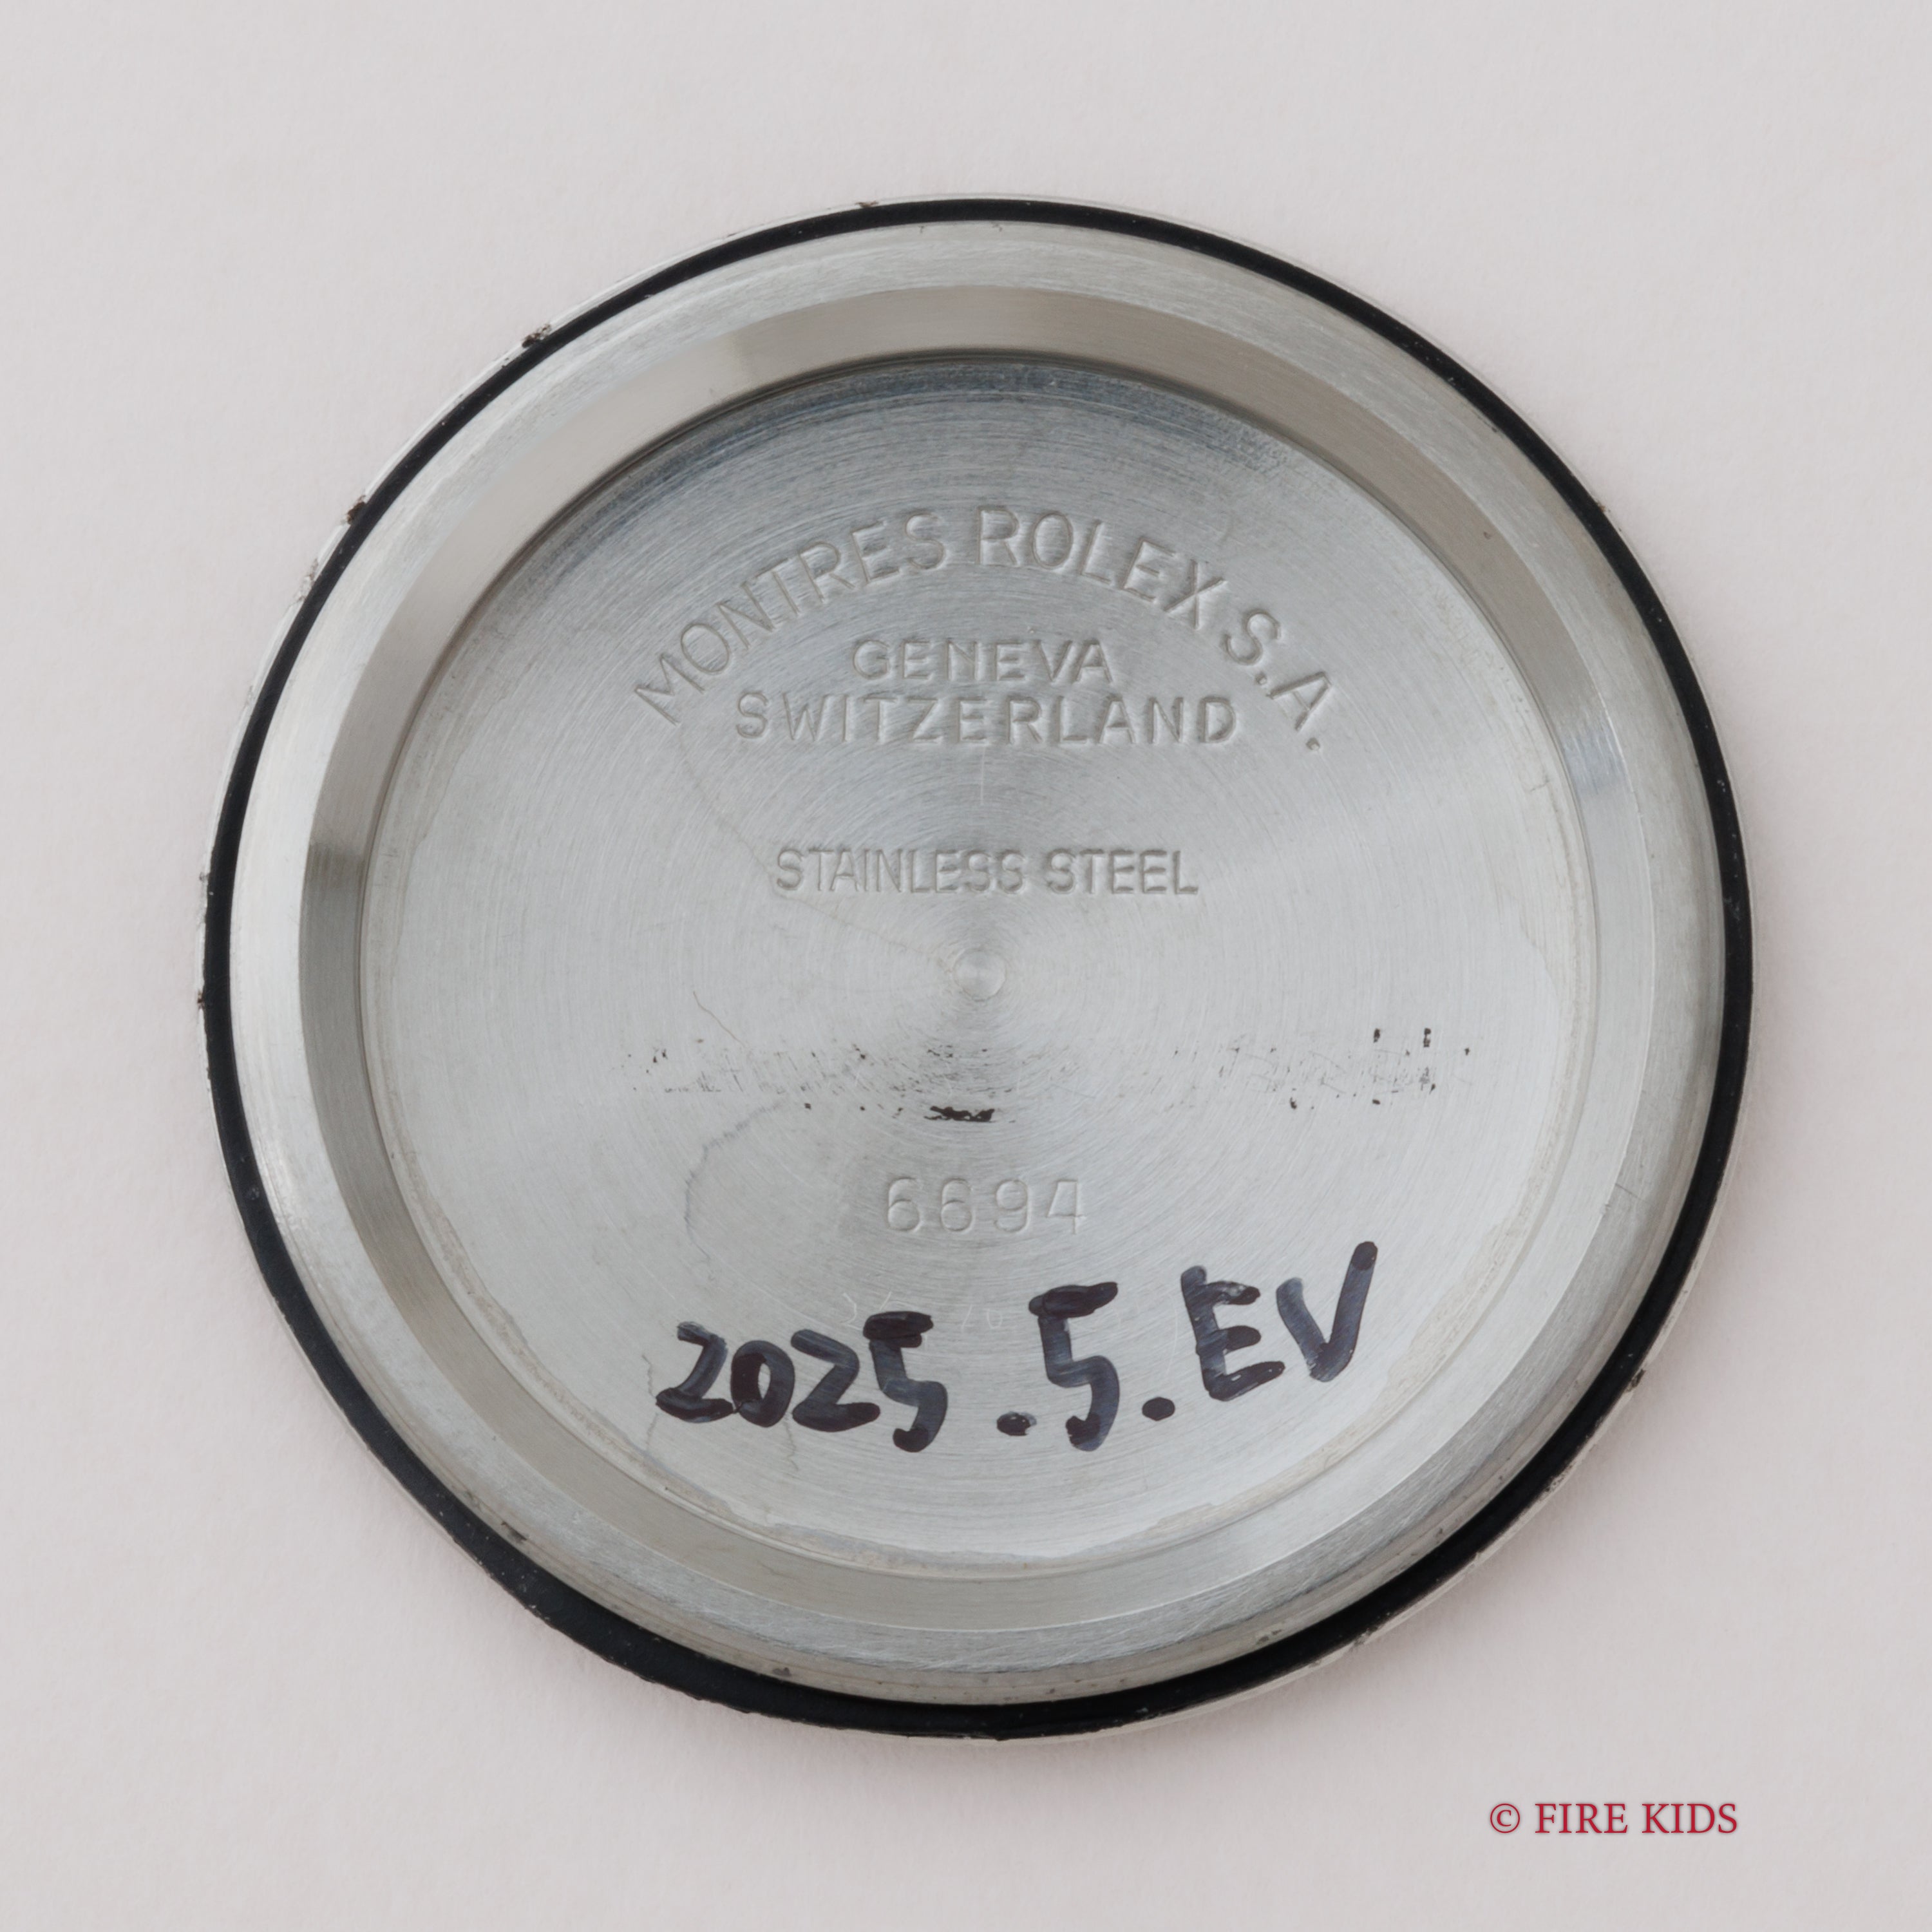 MONTRES ROLEX S.A.
GENEVA
SWITZERLAND
STAINLESS STEEL
6694
2025.5.EV
© FIRE KIDS